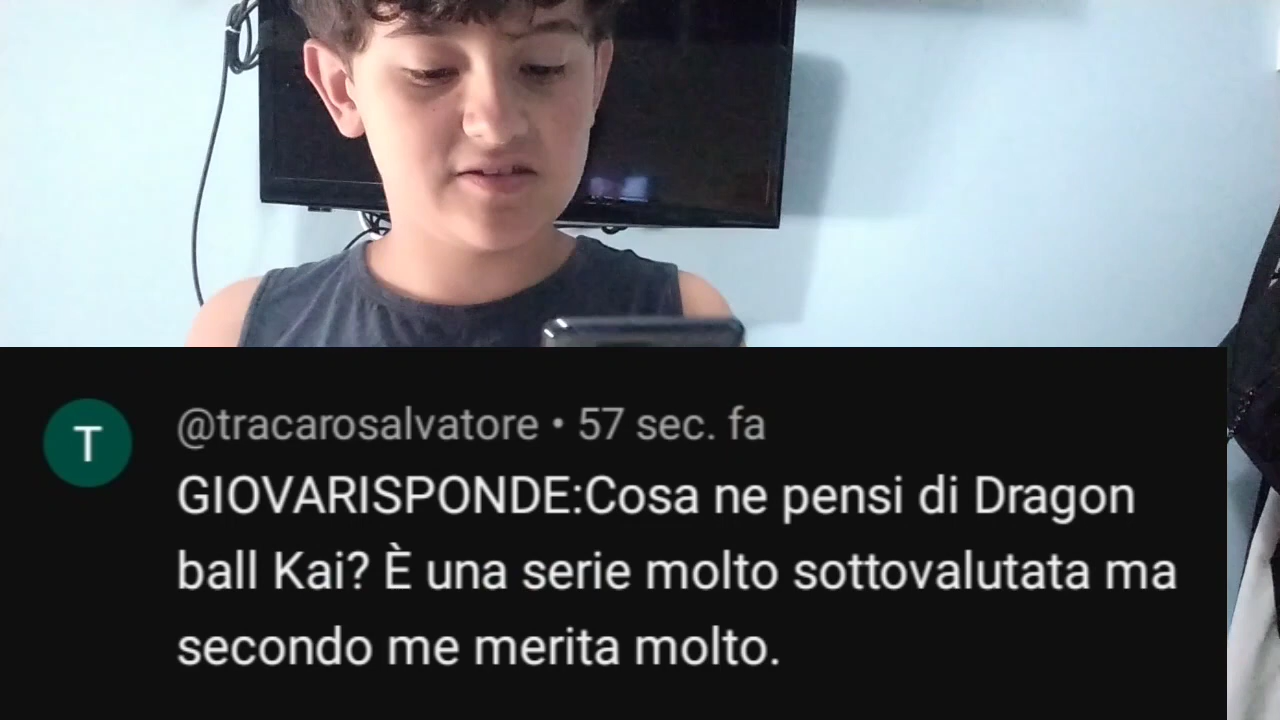 T
@tracarosalvatore • 57 sec. fa
GIOVARISPONDE:Cosa ne pensi di Dragon
ball Kai? È una serie molto sottovalutata ma
secondo me merita molto.